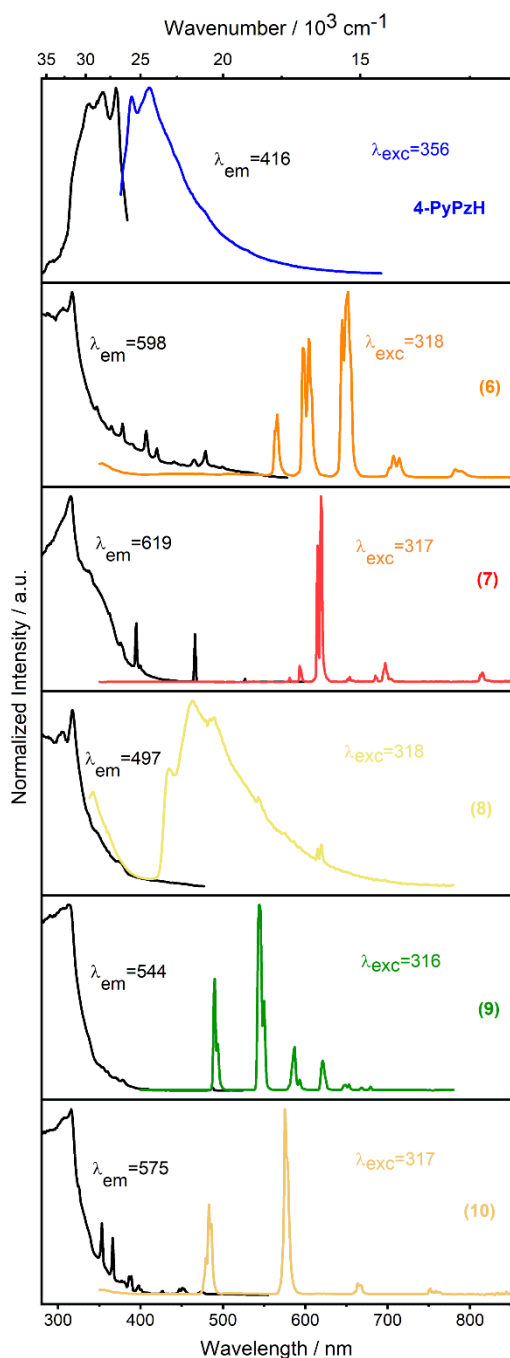 Wavenumber / 10³ cm⁻¹
35 30 25 20 15
λem=416
λexc=356
4-PyPzH
λem=598
λexc=318
(6)
λem=619
λexc=317
(7)
Normalized Intensity / a.u.
λem=497
λexc=318
(8)
λem=544
λexc=316
(9)
λem=575
λexc=317
(10)
300 400 500 600 700 800
Wavelength / nm